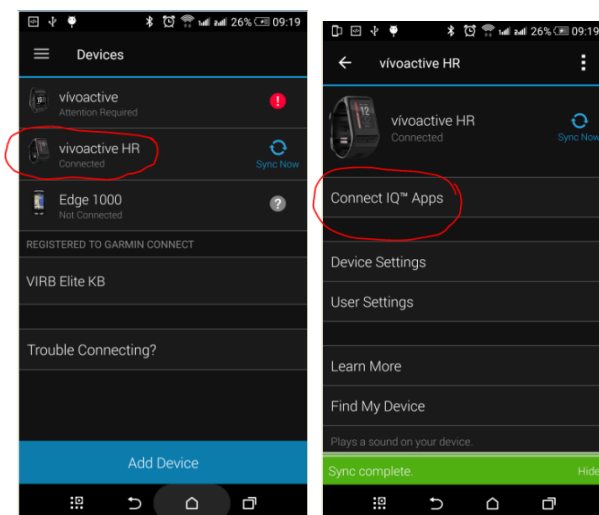 26% 09:19
Devices
vívoactive
Attention Required
vívoactive HR
Connected
Sync Now
Edge 1000
Not Connected
REGISTERED TO GARMIN CONNECT
VIRB Elite KB
Trouble Connecting?
Add Device
26% 09:19
vívoactive HR
12
vívoactive HR
Connected
Sync Now
Connect IQ™ Apps
Device Settings
User Settings
Learn More
Find My Device
Plays a sound on your device.
Sync complete.
Hide